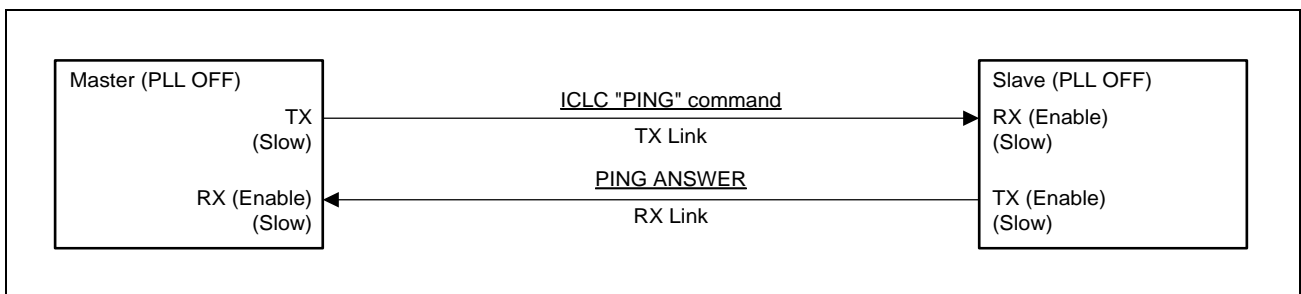 Master (PLL OFF)
TX
(Slow)
RX (Enable)
(Slow)
ICLC "PING" command
TX Link
PING ANSWER
RX Link
Slave (PLL OFF)
RX (Enable)
(Slow)
TX (Enable)
(Slow)